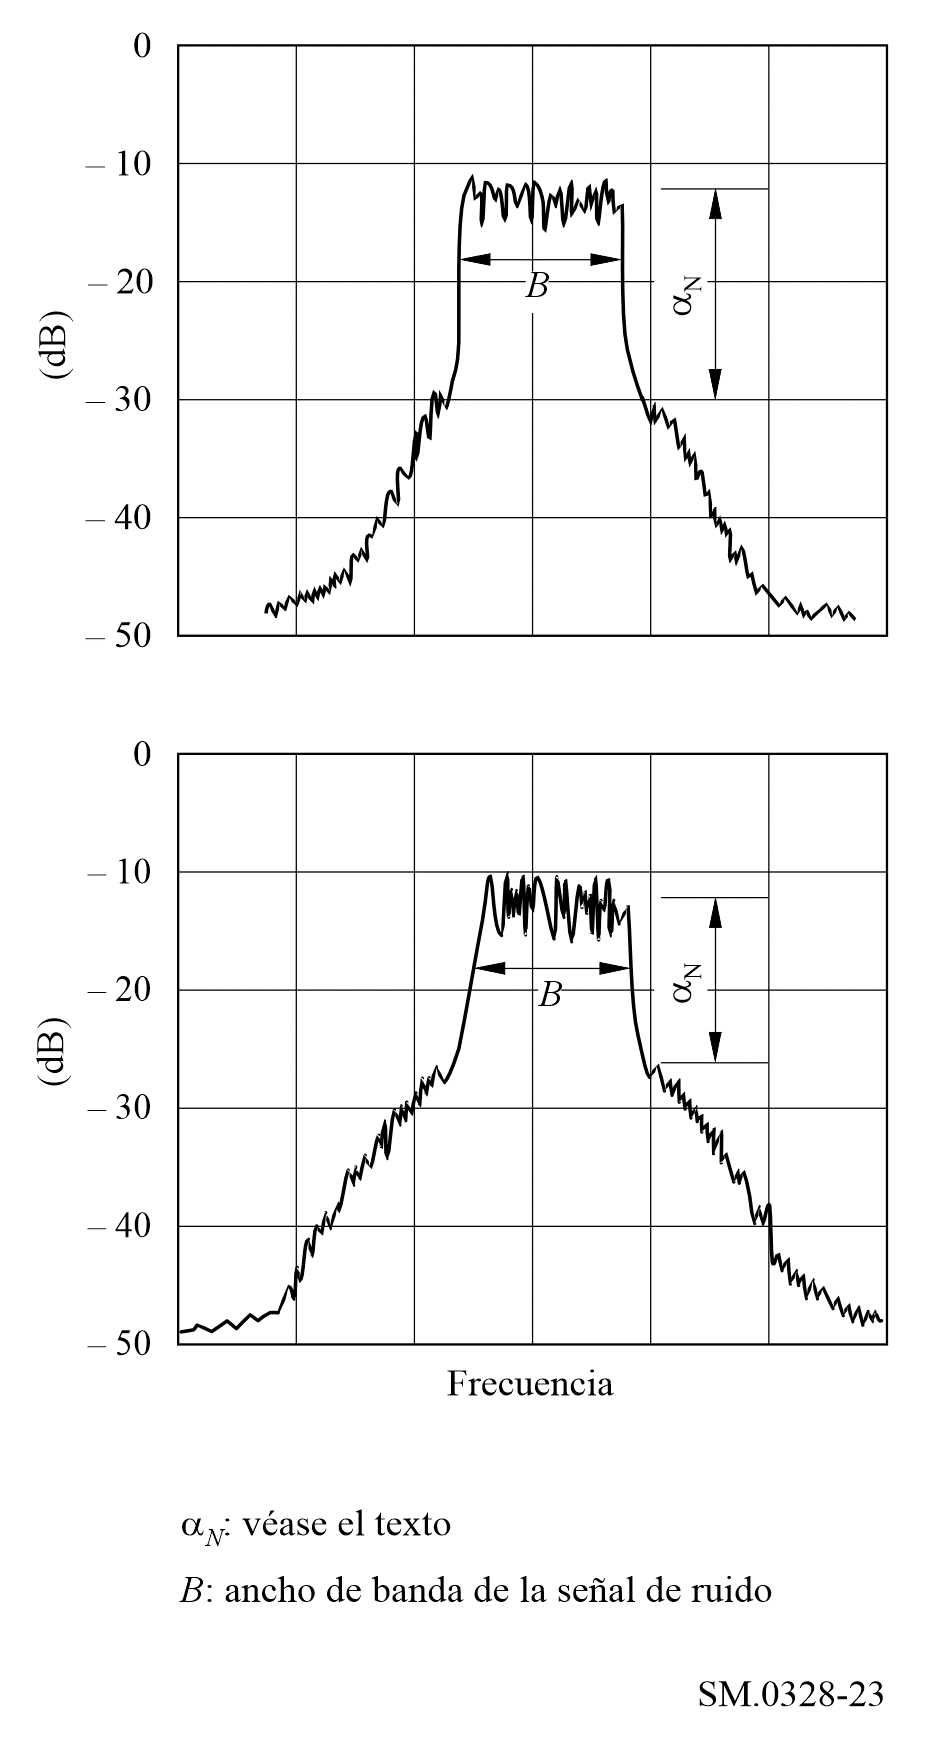 0
– 10
– 20
– 30
– 40
– 50
(dB)
B
αN
0
– 10
– 20
– 30
– 40
– 50
(dB)
B
αN
Frecuencia
αN: véase el texto
B: ancho de banda de la señal de ruido
SM.0328-23